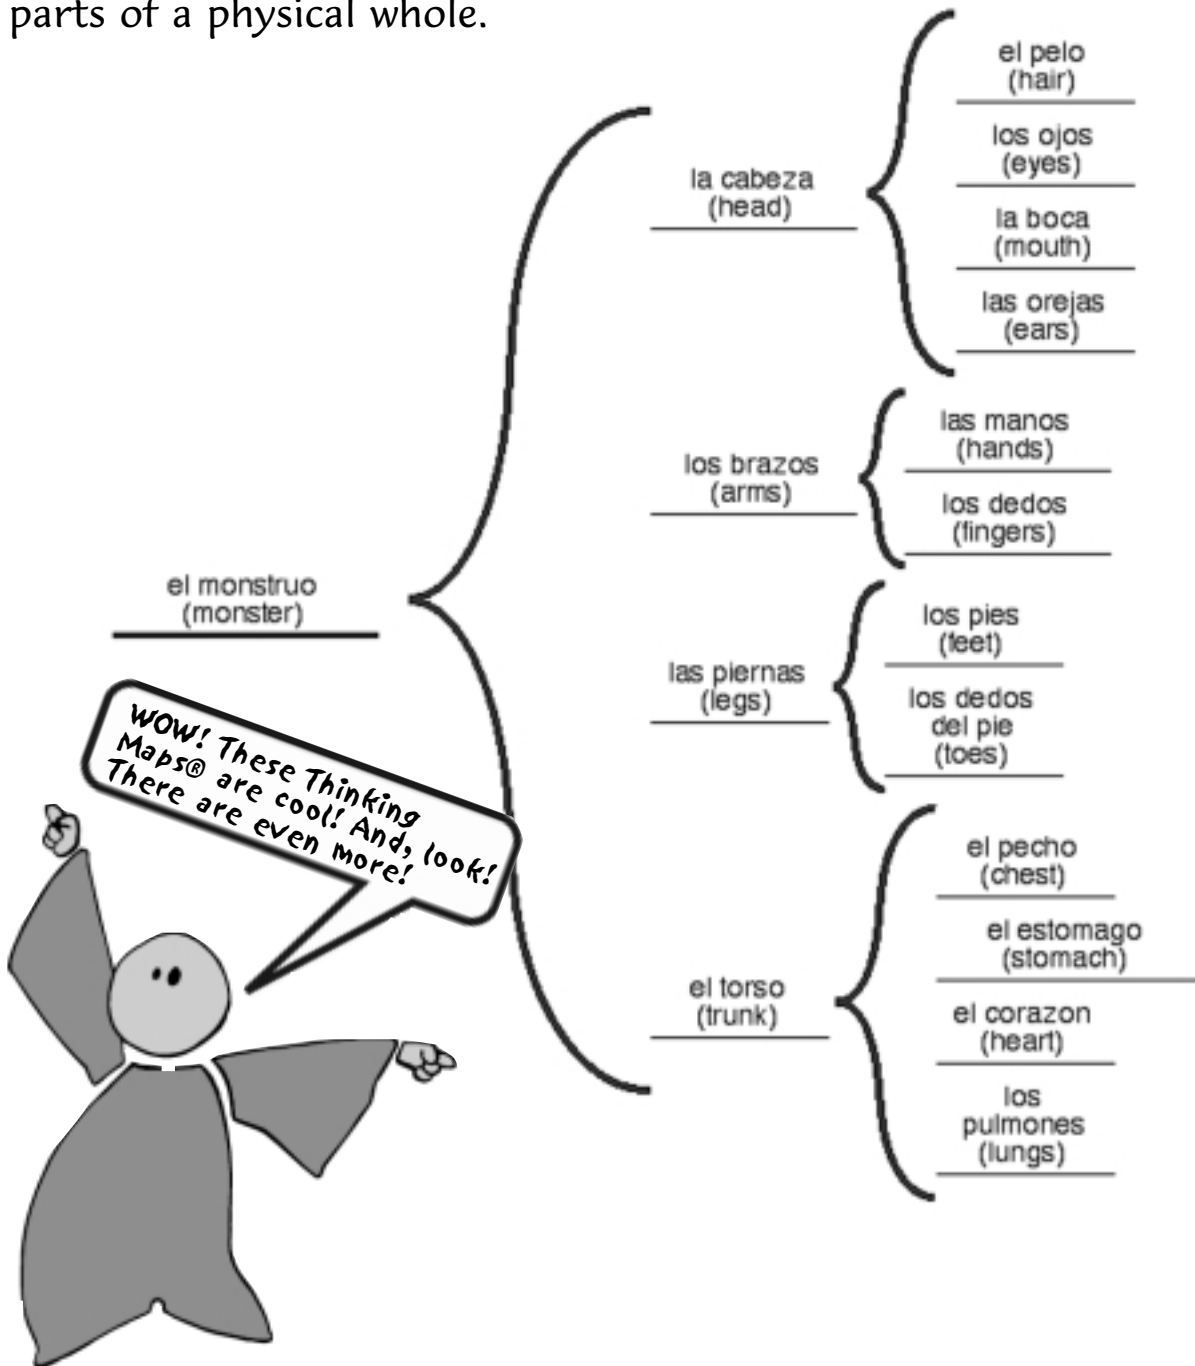 parts of a physical whole.
el pelo
(hair)
los ojos
(eyes)
la cabeza
(head)
la boca
(mouth)
las orejas
(ears)
las manos
(hands)
los brazos
(arms)
los dedos
(fingers)
el monstruo
(monster)
los pies
(feet)
las piernas
(legs)
los dedos
del pie
(toes)
WOW! These Thinking
Maps® are cool! And, look!
There are even more!
el pecho
(chest)
el estomago
(stomach)
el torso
(trunk)
el corazon
(heart)
los
pulmones
(lungs)